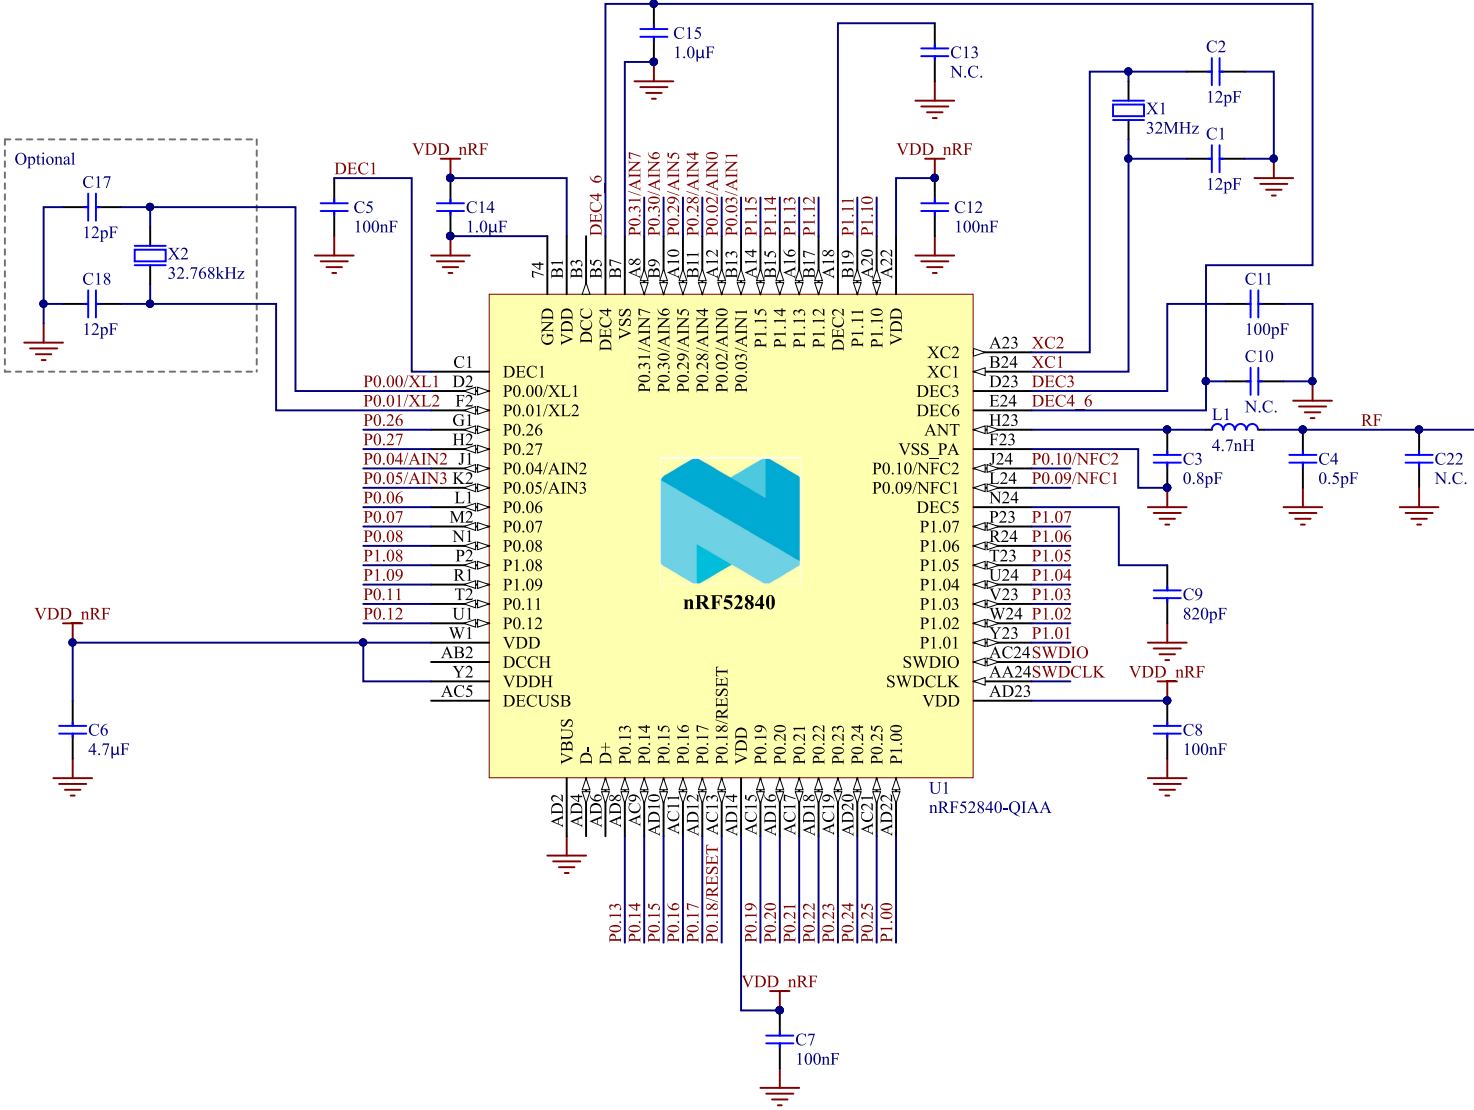 C15
1.0µF
C13
N.C.
C2
12pF
X1
32MHz
C1
12pF
Optional
C17
12pF
X2
32.768kHz
C18
12pF
DEC1
C5
100nF
VDD_nRF
C14
1.0µF
VDD_nRF
C12
100nF
DEC4_6
P0.31/AIN7
P0.30/AIN6
P0.29/AIN5
P0.28/AIN4
P0.02/AIN0
P0.03/AIN1
P1.15
P1.14
P1.13
P1.12
P1.11
P1.10
74
B1
B3
B5
B7
A8
B9
A10
B11
A12
B13
A14
B15
A16
B17
A18
B19
A20
A22
GND
VDD
DCC
DEC4
VSS
P0.31/AIN7
P0.30/AIN6
P0.29/AIN5
P0.28/AIN4
P0.02/AIN0
P0.03/AIN1
P1.15
P1.14
P1.13
P1.12
DEC2
P1.11
P1.10
VDD
C11
100pF
C10
N.C.
C1 DEC1
P0.00/XL1 D2 P0.00/XL1
P0.01/XL2 F2 P0.01/XL2
P0.26 G1 P0.26
P0.27 H2 P0.27
P0.04/AIN2 J1 P0.04/AIN2
P0.05/AIN3 K2 P0.05/AIN3
P0.06 L1 P0.06
P0.07 M2 P0.07
P0.08 N1 P0.08
P1.08 P2 P1.08
P1.09 R1 P1.09
P0.11 T2 P0.11
P0.12 U1 P0.12
W1 VDD
AB2 DCCH
Y2 VDDH
AC5 DECUSB
XC2 A23 XC2
XC1 B24 XC1
DEC3 D23 DEC3
DEC6 E24 DEC4_6
ANT H23
VSS_PA F23
P0.10/NFC2 J24 P0.10/NFC2
P0.09/NFC1 L24 P0.09/NFC1
DEC5 N24
P1.07 P23 P1.07
P1.06 R24 P1.06
P1.05 T23 P1.05
P1.04 U24 P1.04
P1.03 V23 P1.03
P1.02 W24 P1.02
P1.01 Y23 P1.01
SWDIO AC24 SWDIO
SWDCLK AA24 SWDCLK
VDD AD23
L1
4.7nH
RF
C3
0.8pF
C4
0.5pF
C22
N.C.
C9
820pF
VDD_nRF
C8
100nF
nRF52840
VDD_nRF
C6
4.7µF
VBUS
D-
D+
P0.13
P0.14
P0.15
P0.16
P0.17
P0.18/RESET
VDD
P0.19
P0.20
P0.21
P0.22
P0.23
P0.24
P0.25
P1.00
U1
nRF52840-QIAA
AD2
AD4
AD6
AD8
AC9
AD10
AC11
AD12
AC13
AD14
AC15
AD16
AC17
AD18
AC19
AD20
AC21
AD22
P0.13
P0.14
P0.15
P0.16
P0.17
P0.18/RESET
P0.19
P0.20
P0.21
P0.22
P0.23
P0.24
P0.25
P1.00
VDD_nRF
C7
100nF